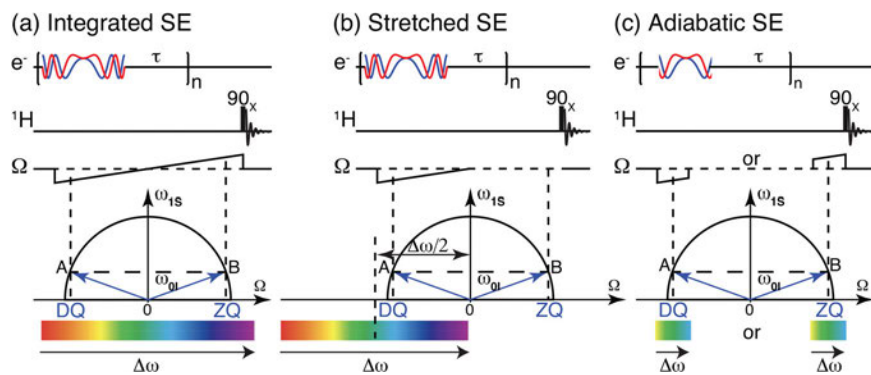 (a) Integrated SE
(b) Stretched SE
(c) Adiabatic SE
e⁻ τ n
e⁻ τ n
e⁻ τ n
¹H 90ₓ
¹H 90ₓ
¹H 90ₓ
Ω
Ω
Ω or
ω₁S
ω₁S
ω₁S
Δω/2
A ω₀I B Ω
A ω₀I B Ω
A ω₀I B Ω
DQ 0 ZQ
DQ 0 ZQ
DQ 0 ZQ
or
Δω
Δω
Δω Δω